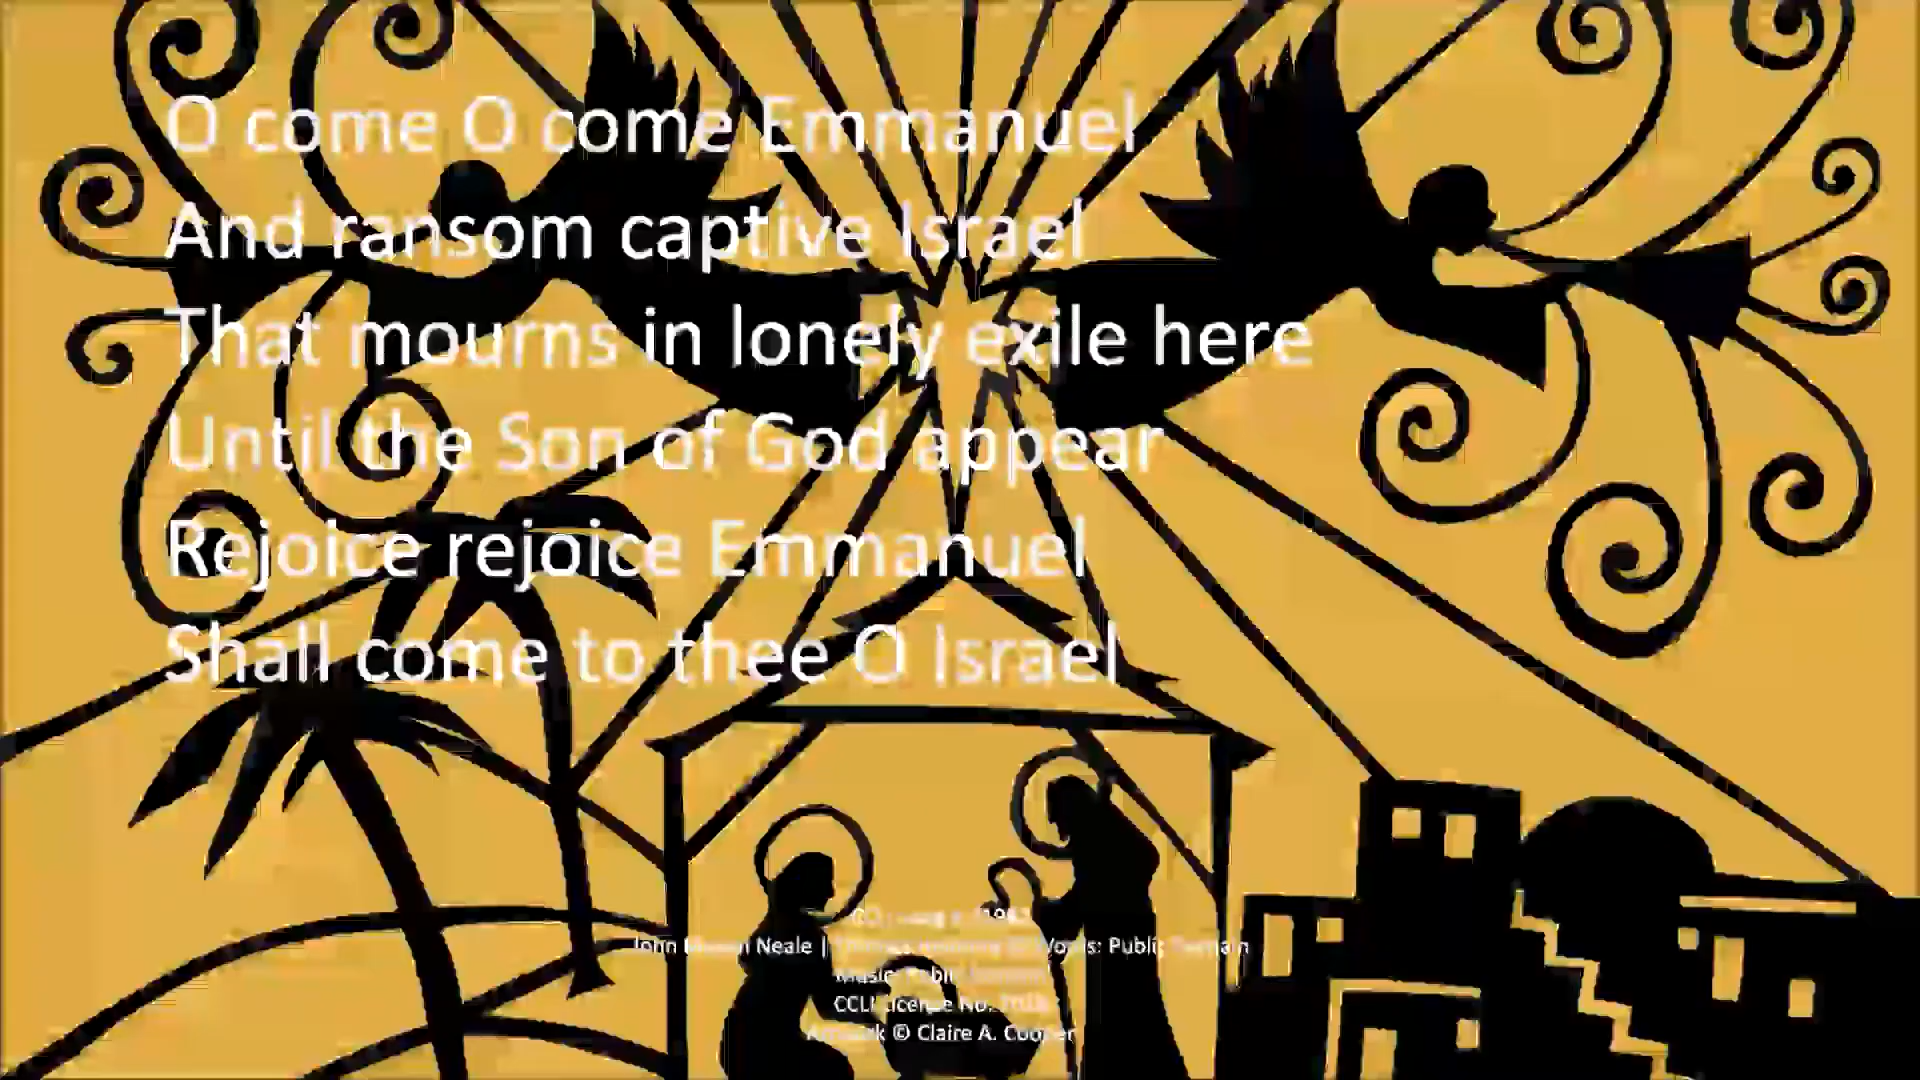 O come O come Emmanuel
And ransom captive Israel
That mourns in lonely exile here
Until the Son of God appear
Rejoice rejoice Emmanuel
Shall come to thee O Israel
John Mason Neale | Words: Public Domain
Music: Public
CCLI License No.
Artwork © Claire A. Cooper